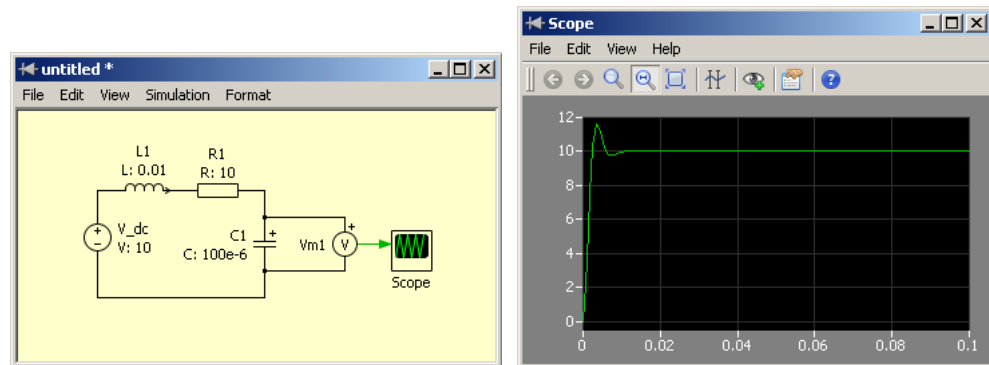 untitled *
File Edit View Simulation Format
L1
L: 0.01
R1
R: 10
V_dc
V: 10
C1
C: 100e-6
+
+
+
-
Vm1
V
Scope
Scope
File Edit View Help
12
10
8
6
4
2
0
0 0.02 0.04 0.06 0.08 0.1